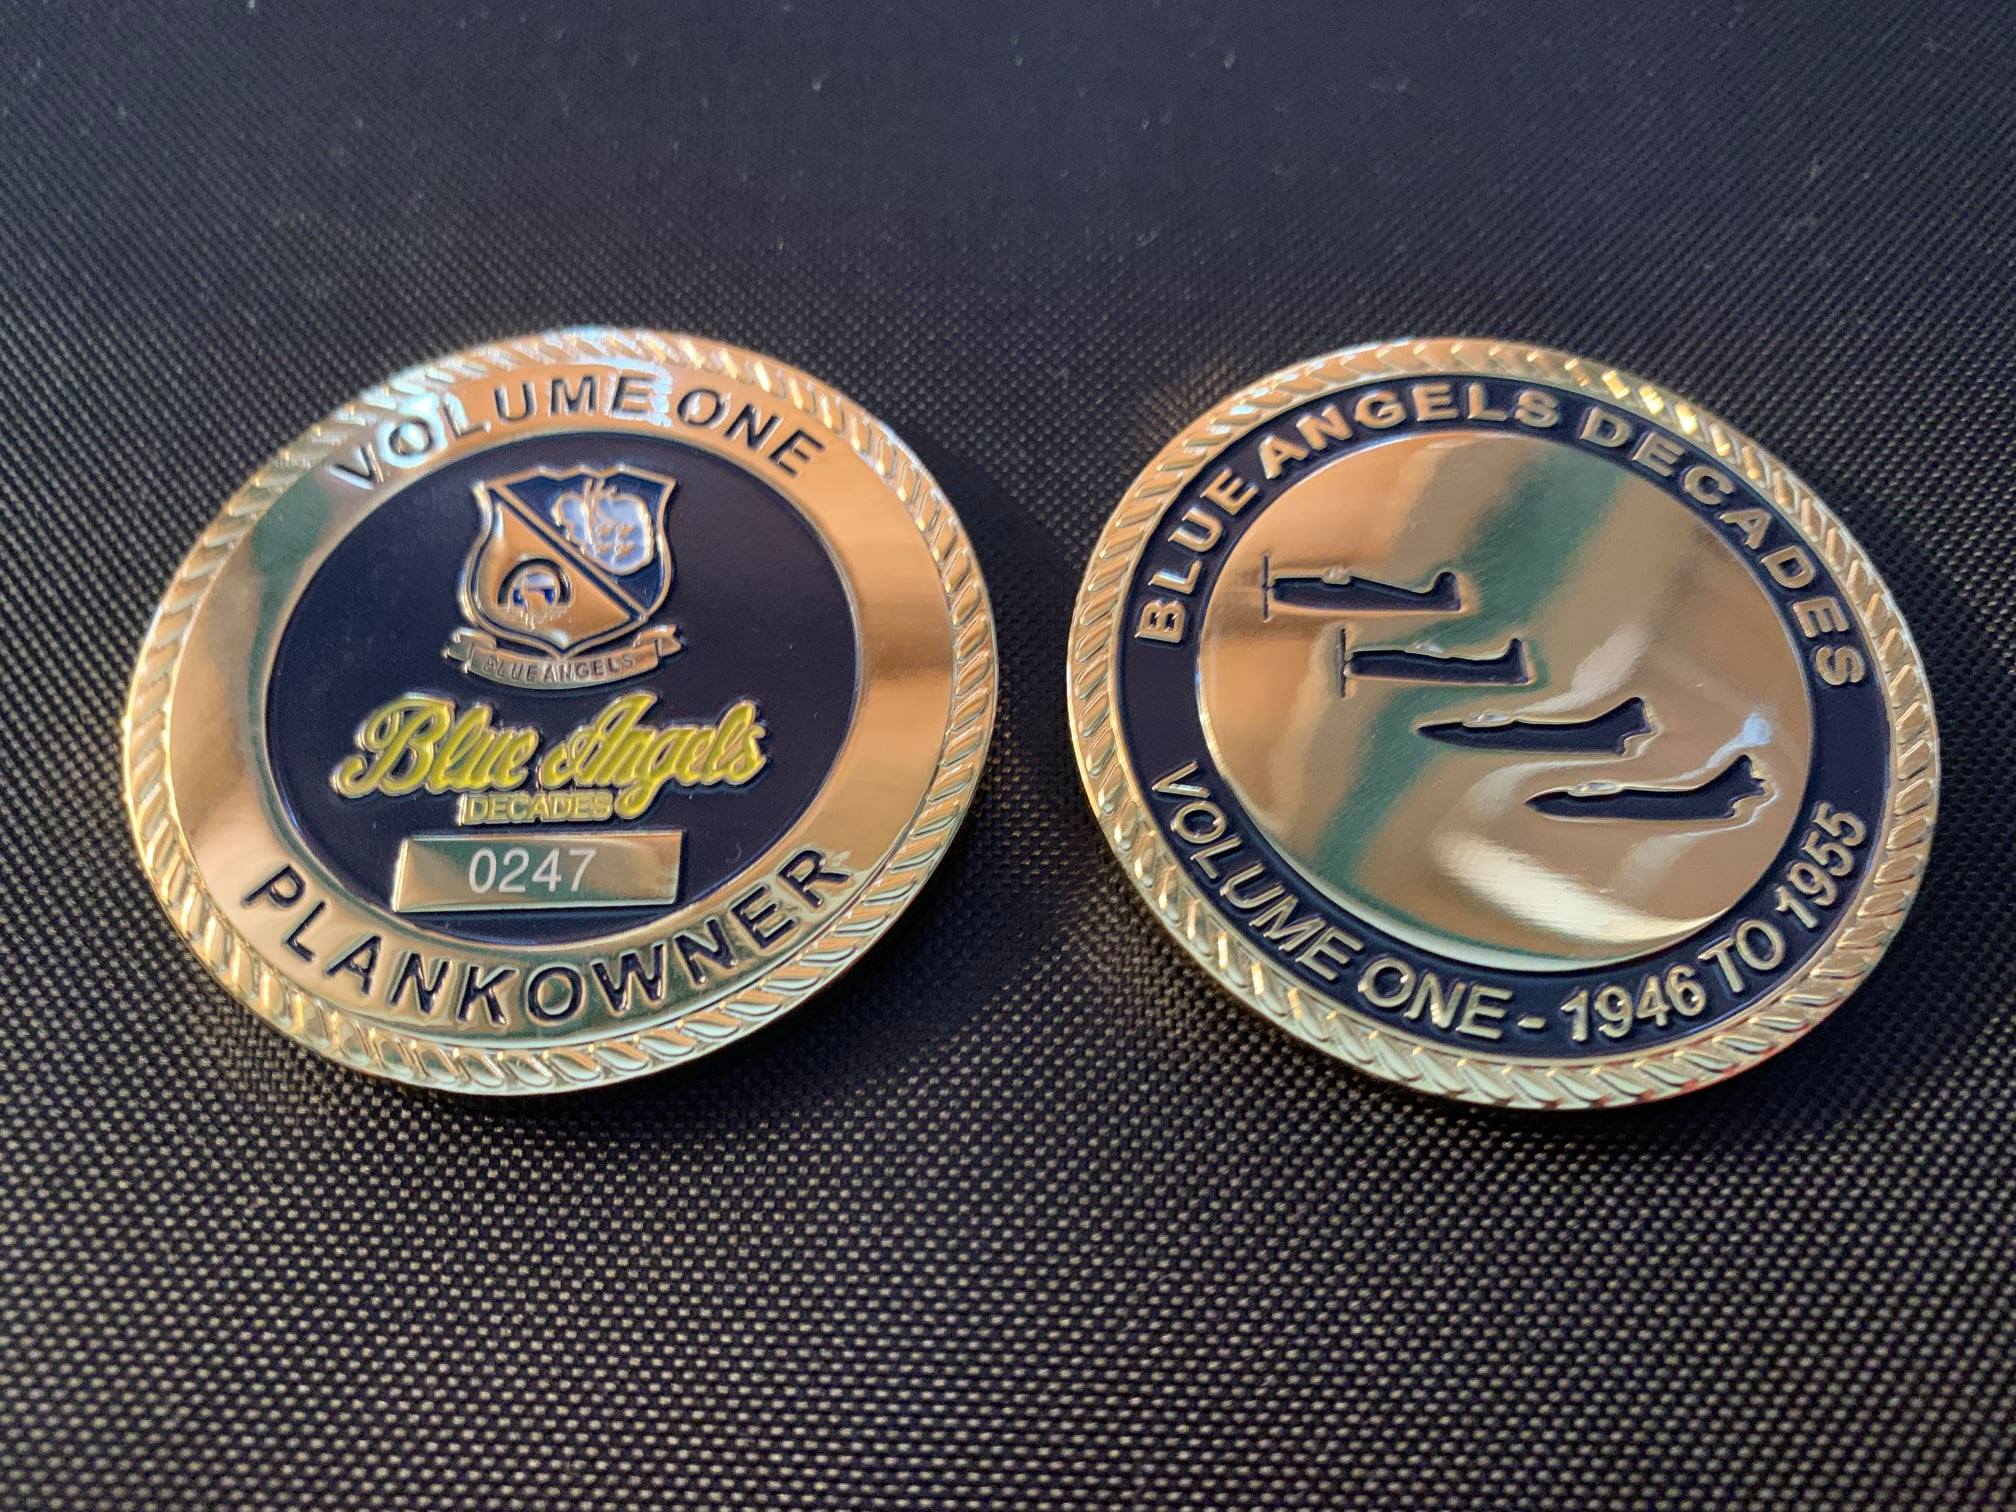 VOLUME ONE
BLUE ANGELS
Blue Angels
DECADES
0247
PLANKOWNER
BLUE ANGELS DECADES
VOLUME ONE - 1946 TO 1955